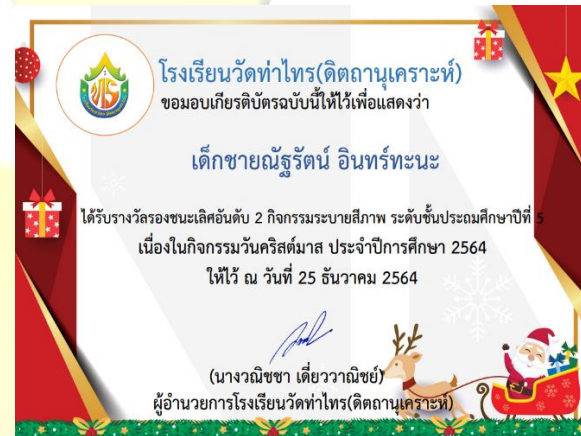 โรงเรียนวัดท่าไทร(ดิตถานุเคราะห์)
ขอมอบเกียรติบัตรฉบับนี้ให้ไว้เพื่อแสดงว่า
เด็กชายณัฐรัตน์ อินทร์ทะนะ
ได้รับรางวัลรองชนะเลิศอันดับ 2 กิจกรรมระบายสีภาพ ระดับชั้นประถมศึกษาปีที่ 5
เนื่องในกิจกรรมวันคริสต์มาส ประจำปีการศึกษา 2564
ให้ไว้ ณ วันที่ 25 ธันวาคม 2564
(นางวณิชชา เดี่ยววาณิชย์)
ผู้อำนวยการโรงเรียนวัดท่าไทร(ดิตถานุเคราะห์)